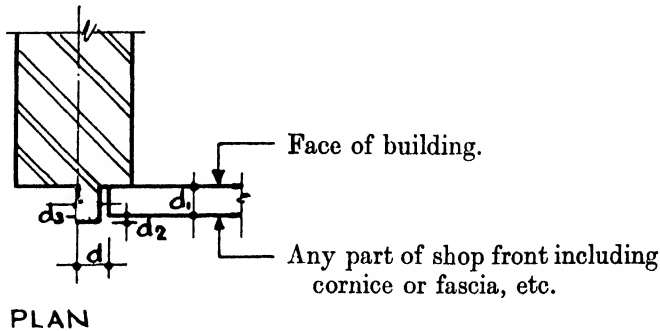 Face of building.
d3
d1
d2
d
Any part of shop front including
cornice or fascia, etc.
PLAN